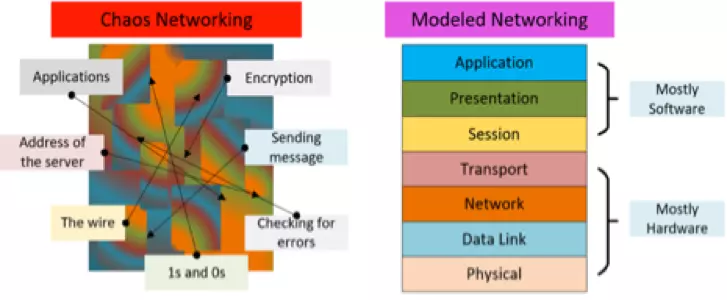 Chaos Networking
Applications
Encryption
Address of
the server
Sending
message
The wire
Checking for
errors
1s and 0s
Modeled Networking
Application
Presentation
Session
Transport
Network
Data Link
Physical
Mostly
Software
Mostly
Hardware